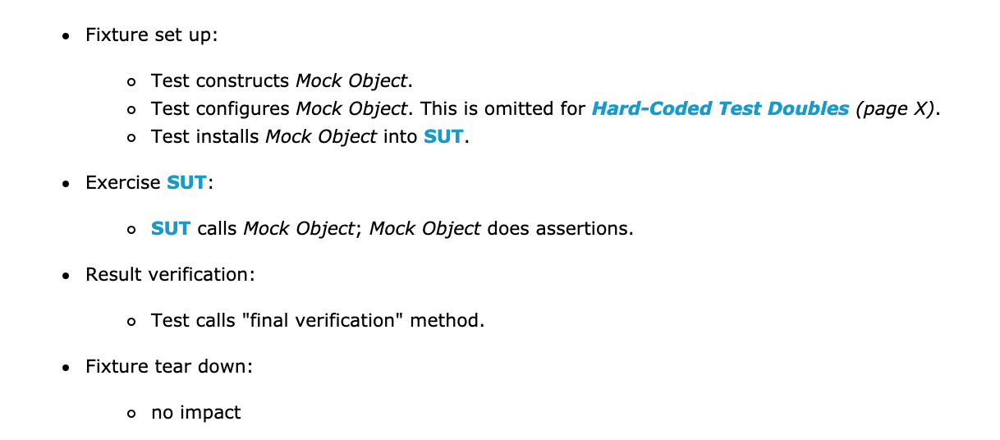 Fixture set up:
Test constructs Mock Object.
Test configures Mock Object. This is omitted for Hard-Coded Test Doubles (page X).
Test installs Mock Object into SUT.
Exercise SUT:
SUT calls Mock Object; Mock Object does assertions.
Result verification:
Test calls "final verification" method.
Fixture tear down:
no impact